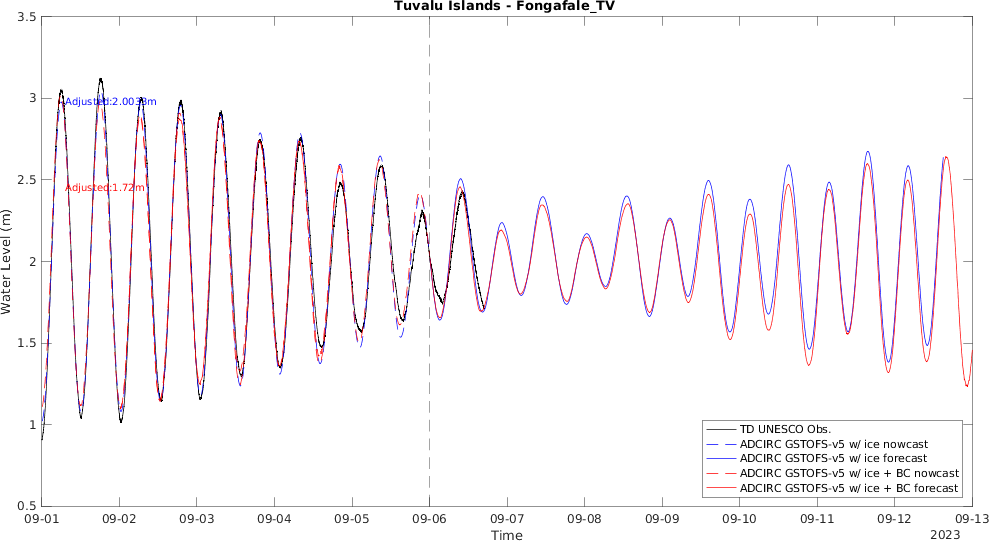 Tuvalu Islands - Fongafale_TV
3.5
3
2.5
2
1.5
1
0.5
Water Level (m)
Adjusted:2.0033m
Adjusted:1.72m
TD UNESCO Obs.
ADCIRC GSTOFS-v5 w/ ice nowcast
ADCIRC GSTOFS-v5 w/ ice forecast
ADCIRC GSTOFS-v5 w/ ice + BC nowcast
ADCIRC GSTOFS-v5 w/ ice + BC forecast
09-01 09-02 09-03 09-04 09-05 09-06 09-07 09-08 09-09 09-10 09-11 09-12 09-13
Time
2023